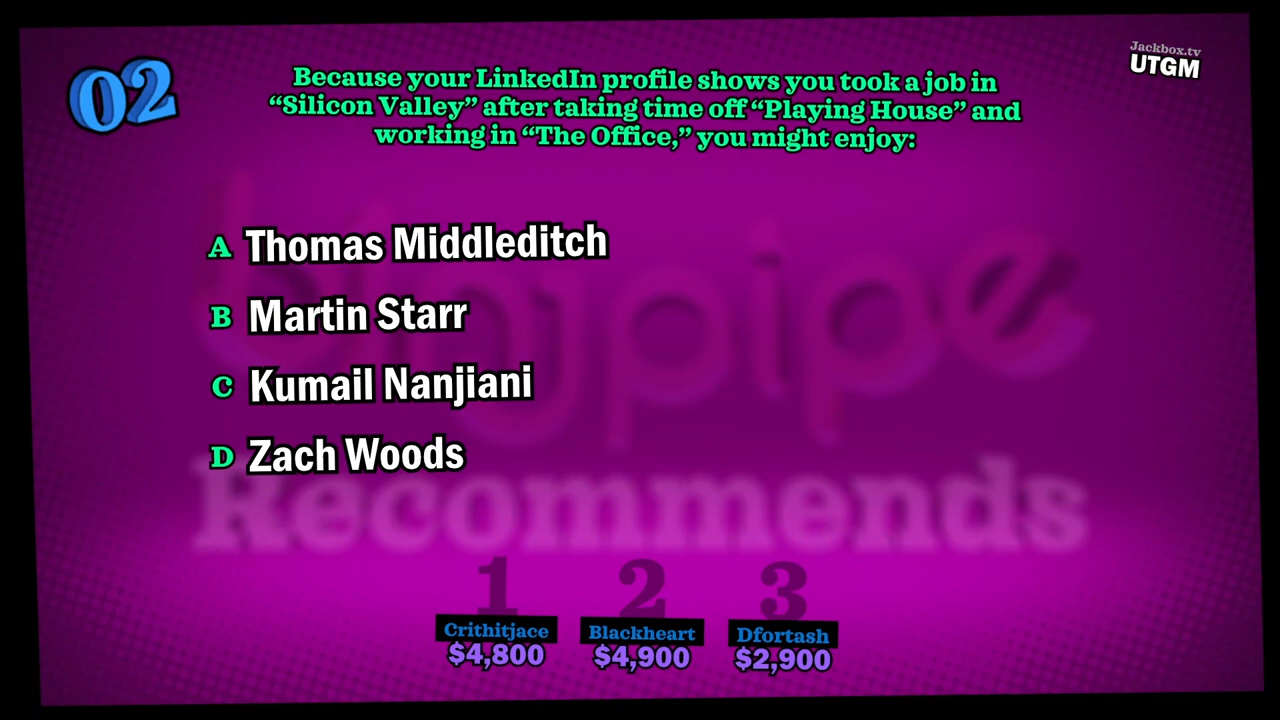 02
Because your LinkedIn profile shows you took a job in
“Silicon Valley” after taking time off “Playing House” and
working in “The Office,” you might enjoy:
Jackbox.tv
UTGM
A Thomas Middleditch
B Martin Starr
C Kumail Nanjiani
D Zach Woods
binjpipe
Recommends
1 2 3
Crithitjace Blackheart Dfortash
$4,800 $4,900 $2,900